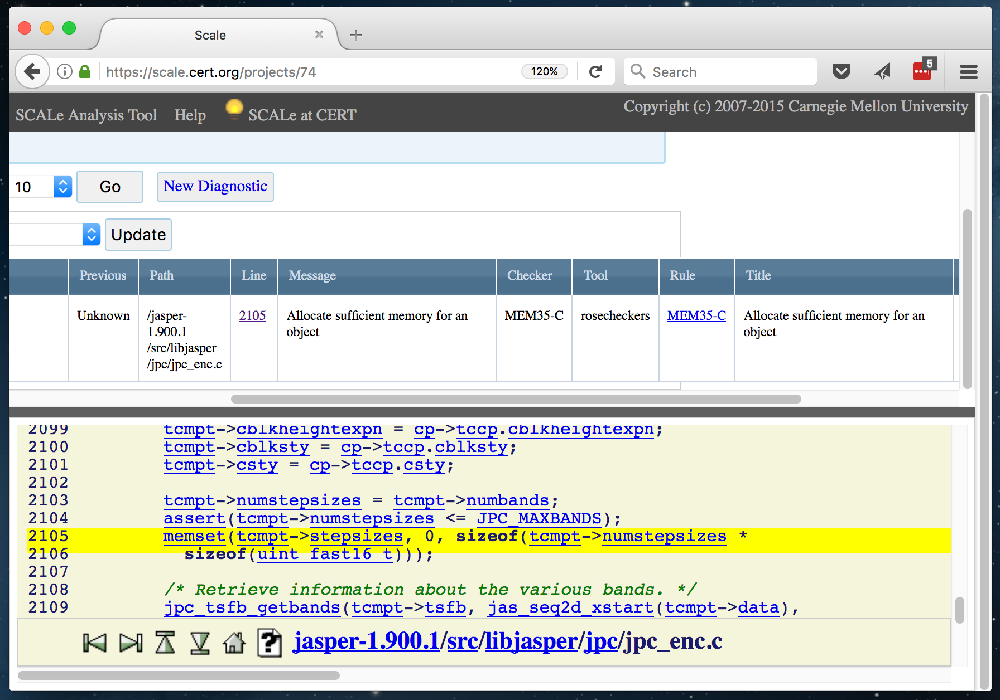 Scale
https://scale.cert.org/projects/74
120%
Search
5
SCALe Analysis Tool Help SCALe at CERT
Copyright (c) 2007-2015 Carnegie Mellon University
10 Go New Diagnostic
Update
Previous Path Line Message Checker Tool Rule Title
Unknown /jasper- 2105 Allocate sufficient memory for an MEM35-C rosecheckers MEM35-C Allocate sufficient memory for an
1.900.1 object object
/src/libjasper
/jpc/jpc_enc.c
2099 tcmpt->cblkheightexpn = cp->tccp.cblkheightexpn;
2100 tcmpt->cblksty = cp->tccp.cblksty;
2101 tcmpt->csty = cp->tccp.csty;
2102
2103 tcmpt->numstepsizes = tcmpt->numbands;
2104 assert(tcmpt->numstepsizes <= JPC_MAXBANDS);
2105 memset(tcmpt->stepsizes, 0, sizeof(tcmpt->numstepsizes *
2106 sizeof(uint_fast16_t)));
2107
2108 /* Retrieve information about the various bands. */
2109 jpc_tsfb_getbands(tcmpt->tsfb, jas_seq2d_xstart(tcmpt->data),
jasper-1.900.1/src/libjasper/jpc/jpc_enc.c